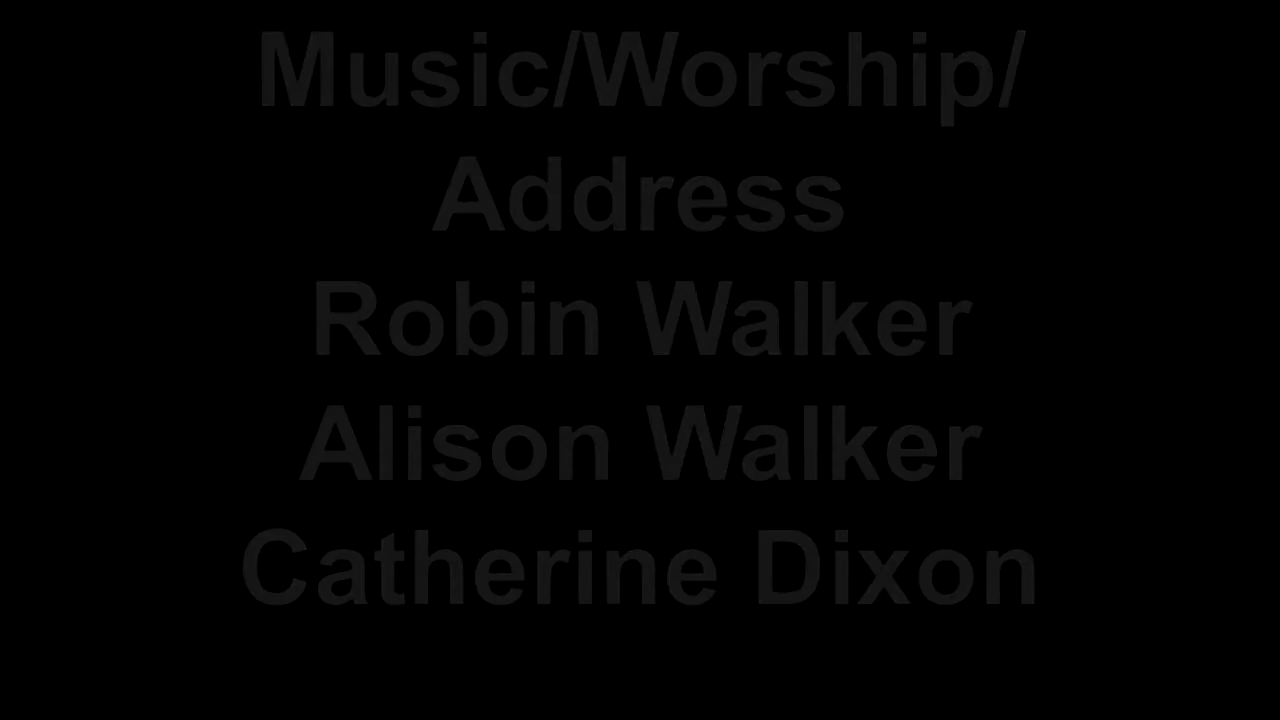 Music/Worship/
Address
Robin Walker
Alison Walker
Catherine Dixon